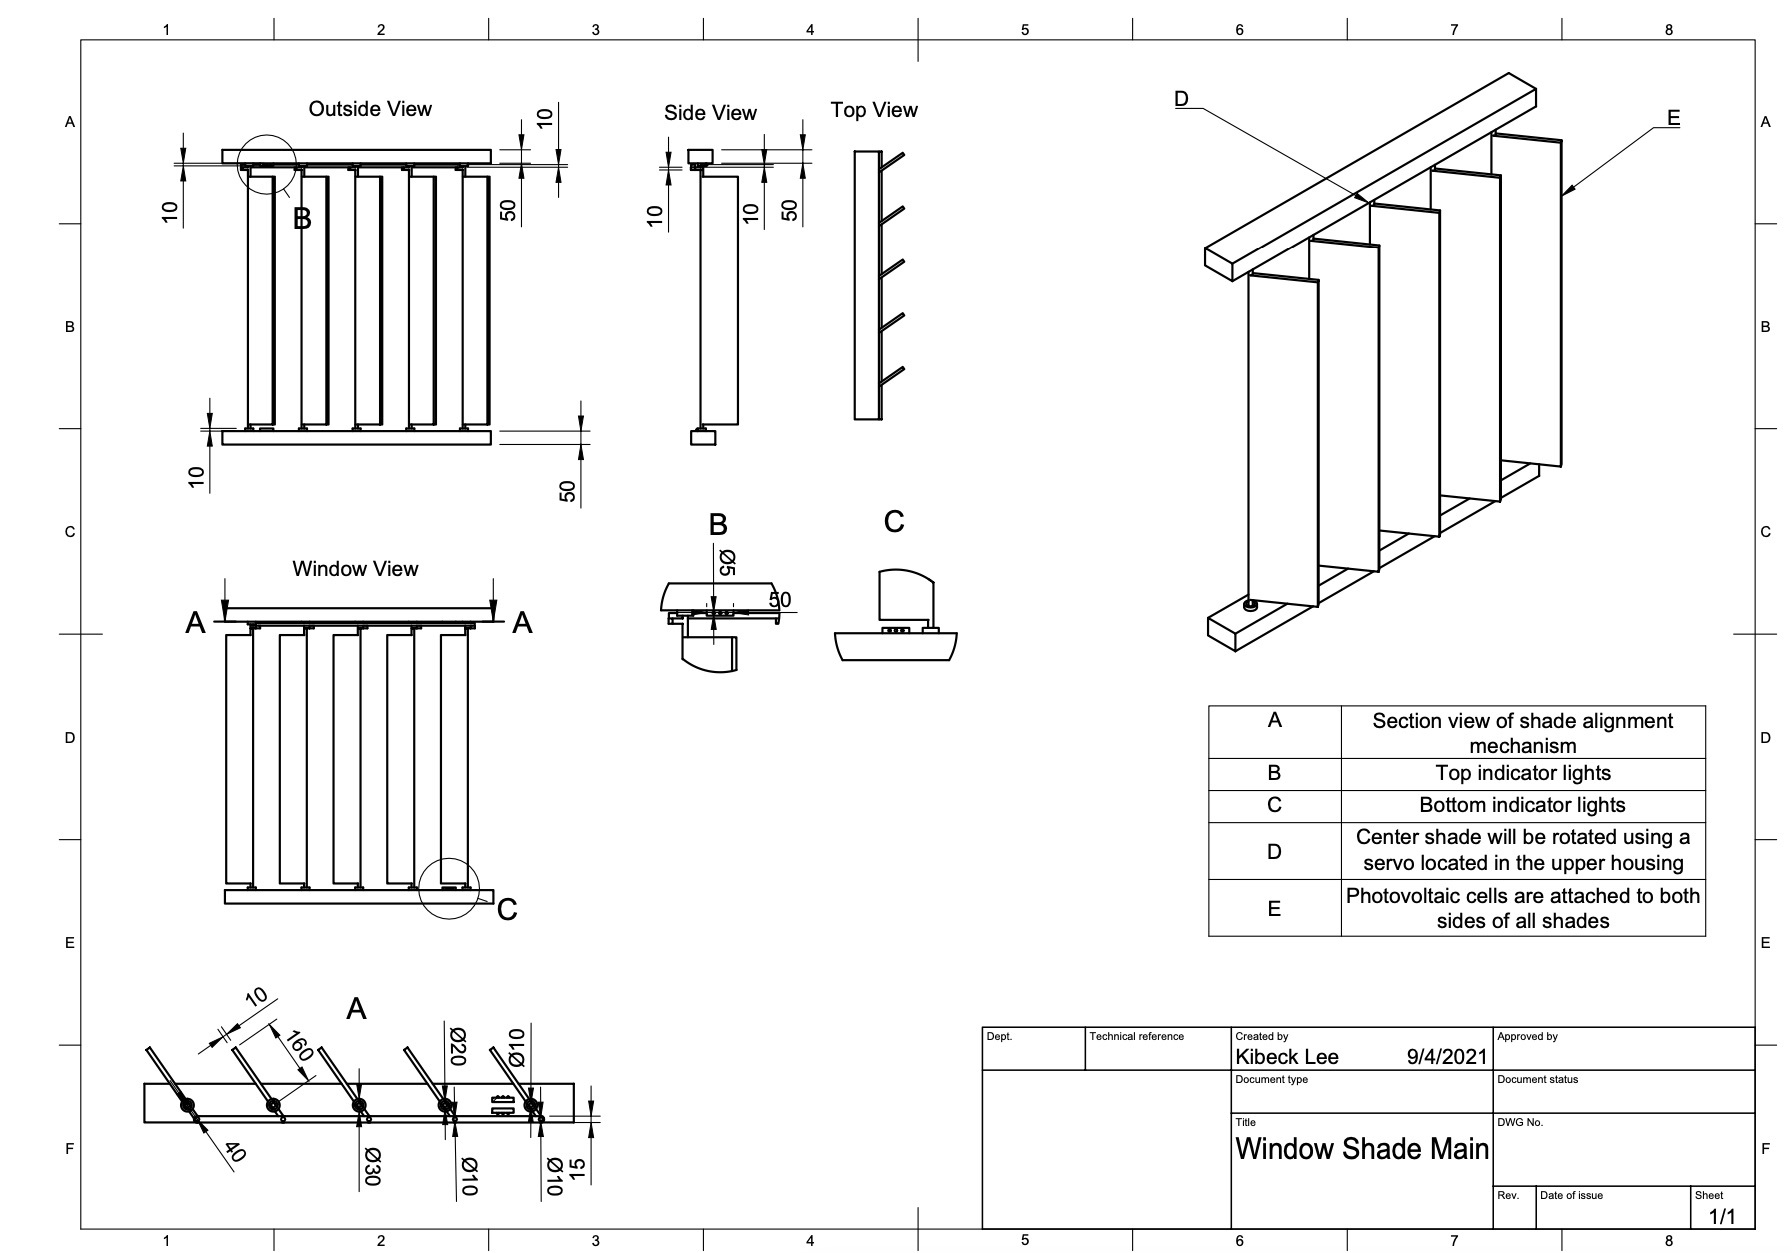 1 2 3 4 5 6 7 8
A
B
C
D
E
F
A
B
C
D
E
F
Outside View
10
10
50
B
10
50
Side View
10
10
50
Top View
D
E
B
Ø5
50
C
Window View
A
A
C
A
10
160
Ø20
Ø10
40
Ø30
Ø10
Ø10
15
A Section view of shade alignment
mechanism
B Top indicator lights
C Bottom indicator lights
D Center shade will be rotated using a
servo located in the upper housing
E Photovoltaic cells are attached to both
sides of all shades
Dept.
Technical reference
Created by
Kibeck Lee 9/4/2021
Approved by
Document type
Document status
Title
Window Shade Main
DWG No.
Rev.
Date of issue
Sheet
1/1
1 2 3 4 5 6 7 8